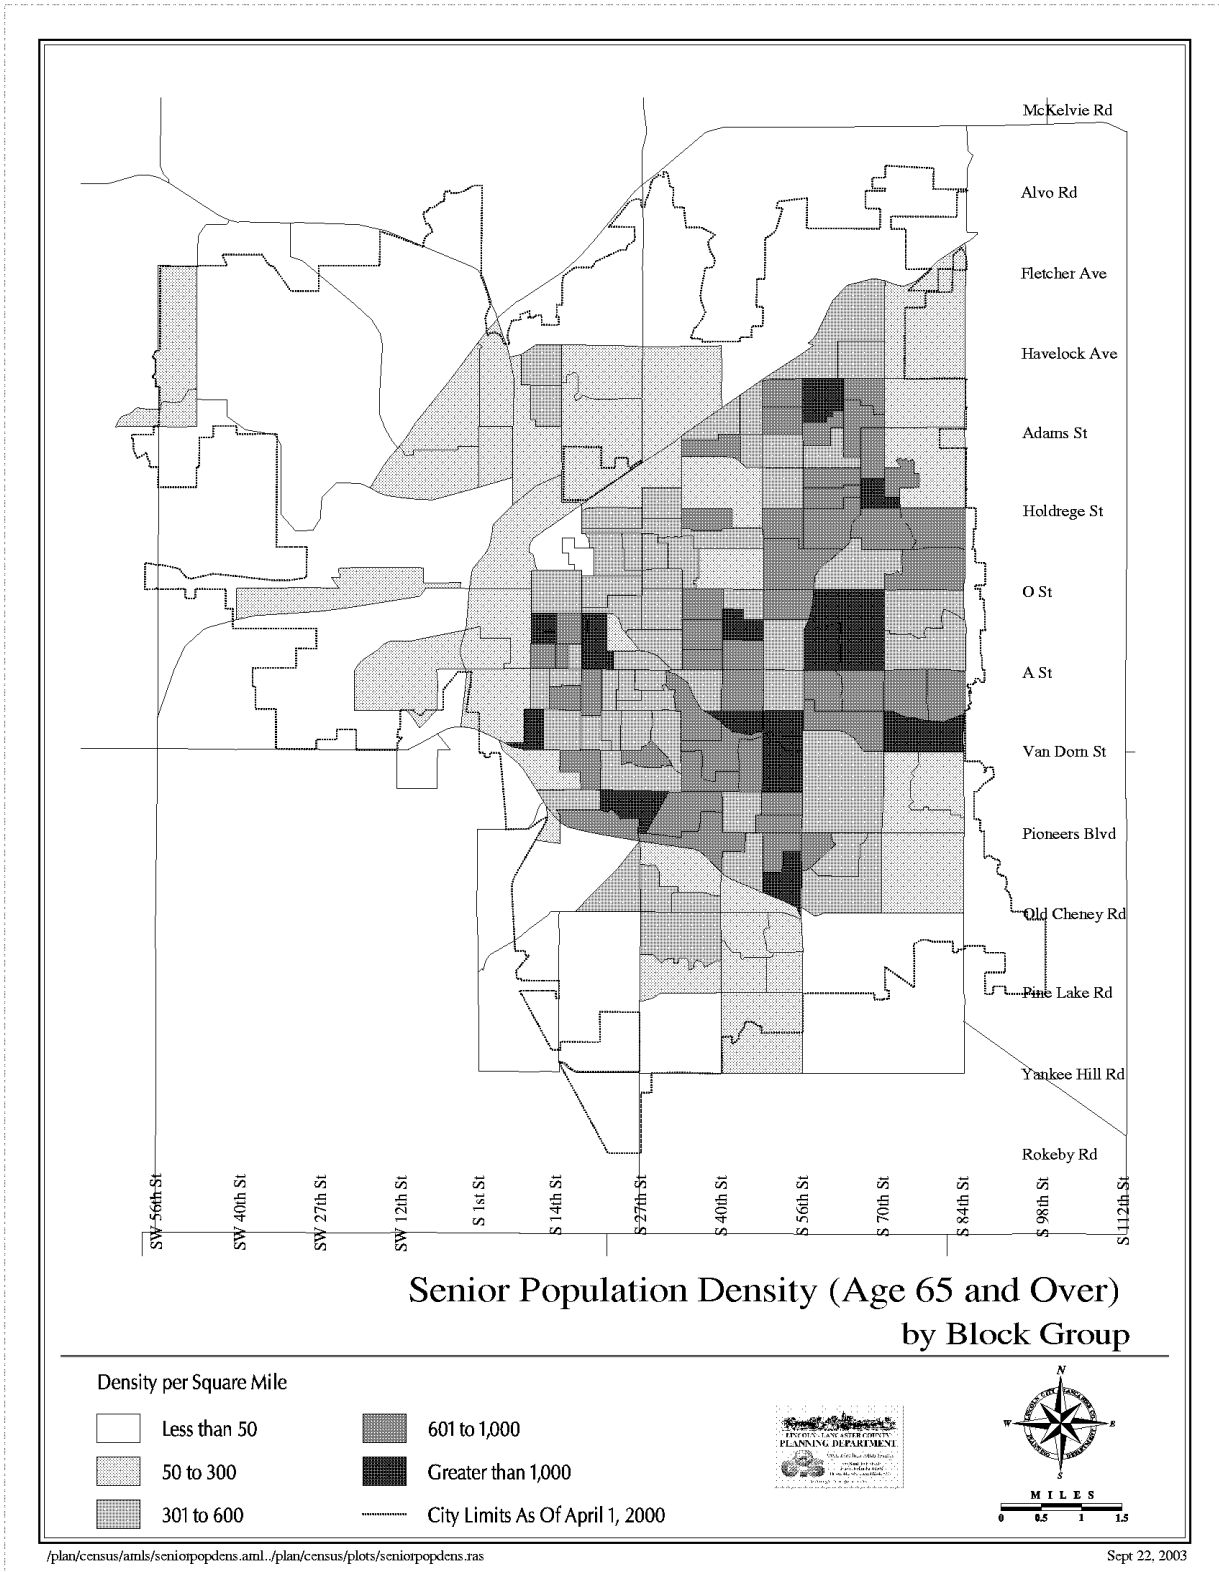 McKelvie Rd
Alvo Rd
Fletcher Ave
Havelock Ave
Adams St
Holdrege St
O St
A St
Van Dorn St
Pioneers Blvd
Old Cheney Rd
Pine Lake Rd
Yankee Hill Rd
Rokeby Rd
SW 56th St
SW 40th St
SW 27th St
SW 12th St
S 1st St
S 14th St
S 27th St
S 40th St
S 56th St
S 70th St
S 84th St
S 98th St
S 112th St
Senior Population Density (Age 65 and Over)
by Block Group
Density per Square Mile
Less than 50
50 to 300
301 to 600
601 to 1,000
Greater than 1,000
City Limits As Of April 1, 2000
LINCOLN - LANCASTER COUNTY
PLANNING DEPARTMENT
N
W
E
S
MILES
0 0.5 1 1.5
/plan/census/amls/seniorpopdens.aml../plan/census/plots/seniorpopdens.ras
Sept 22, 2003